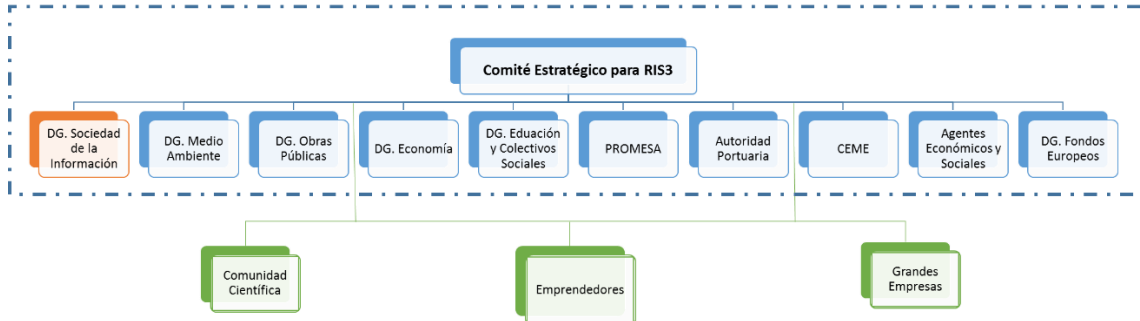 Comité Estratégico para RIS3
DG. Sociedad
de la
Información
DG. Medio
Ambiente
DG. Obras
Públicas
DG. Economía
DG. Eduación
y Colectivos
Sociales
PROMESA
Autoridad
Portuaria
CEME
Agentes
Económicos y
Sociales
DG. Fondos
Europeos
Comunidad
Científica
Emprendedores
Grandes
Empresas